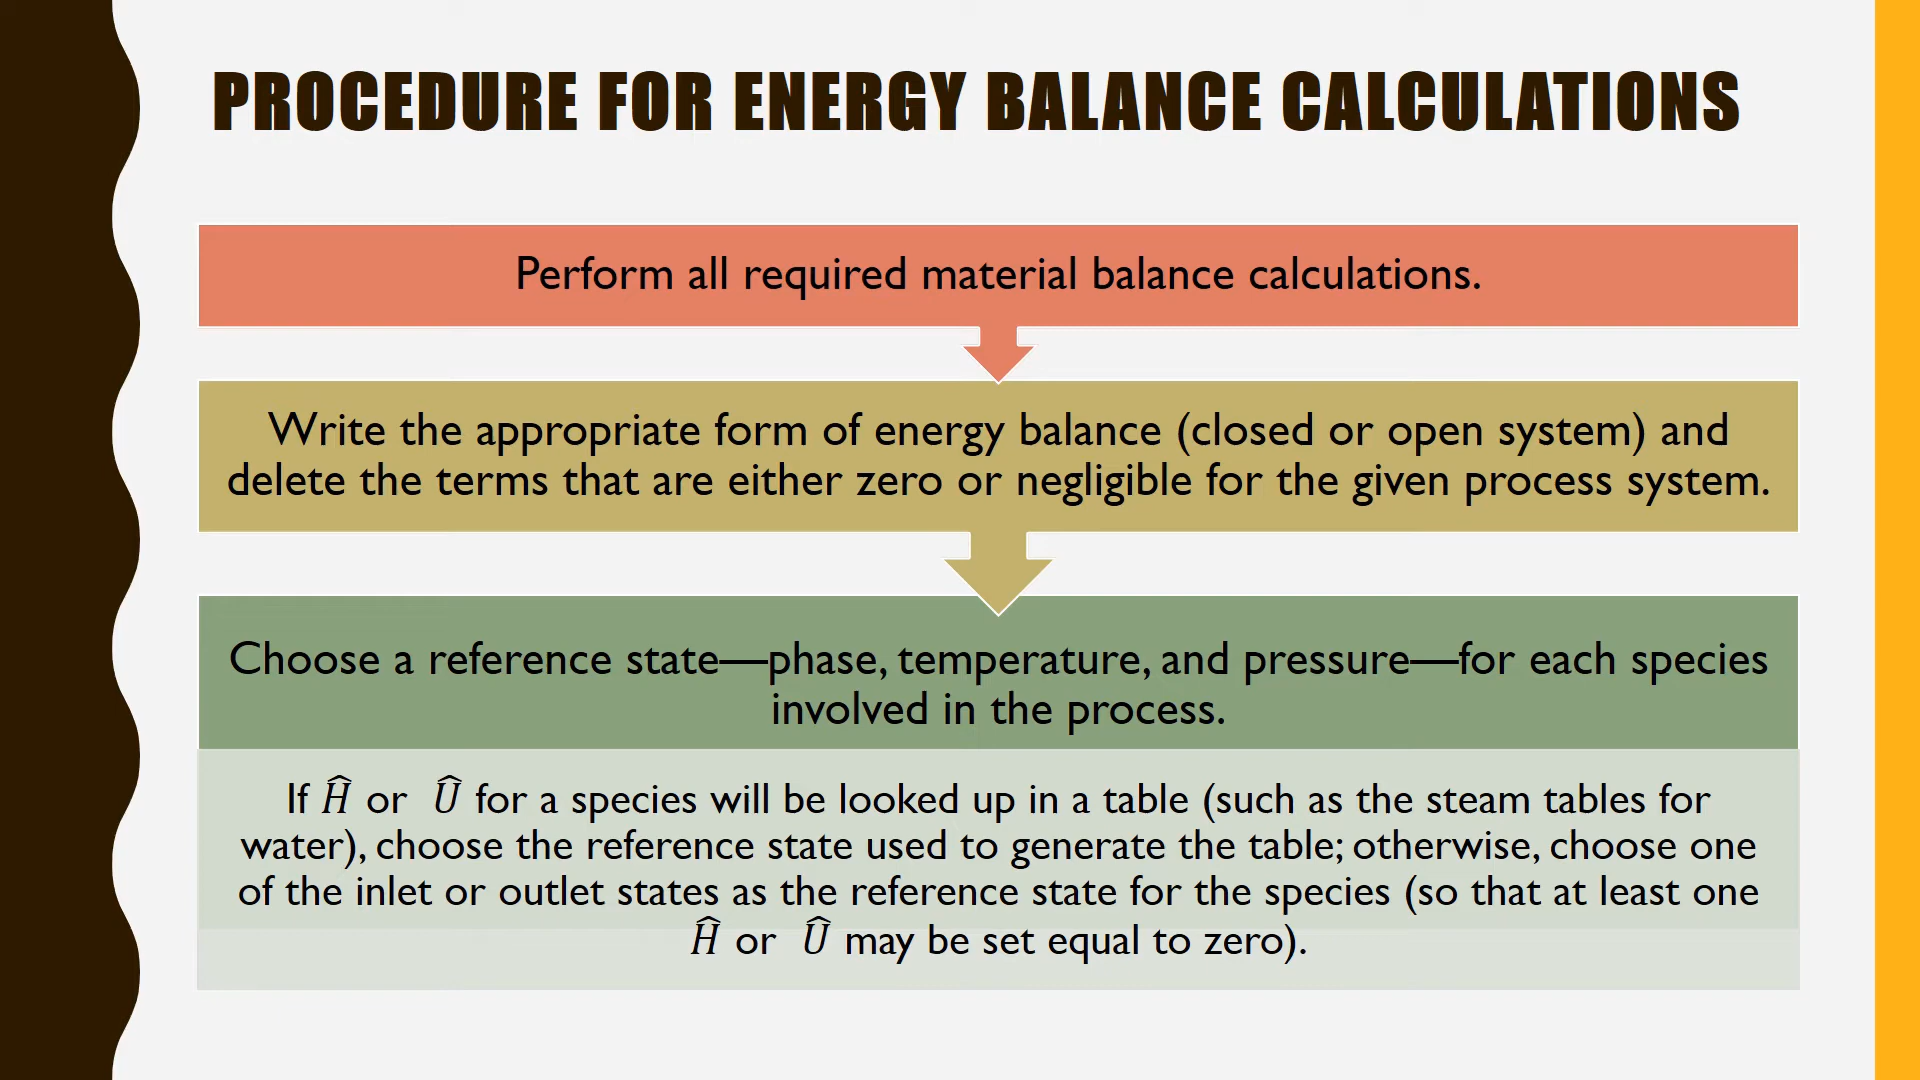 PROCEDURE FOR ENERGY BALANCE CALCULATIONS
Perform all required material balance calculations.
Write the appropriate form of energy balance (closed or open system) and
delete the terms that are either zero or negligible for the given process system.
Choose a reference state—phase, temperature, and pressure—for each species
involved in the process.
If Ĥ or Û for a species will be looked up in a table (such as the steam tables for
water), choose the reference state used to generate the table; otherwise, choose one
of the inlet or outlet states as the reference state for the species (so that at least one
Ĥ or Û may be set equal to zero).